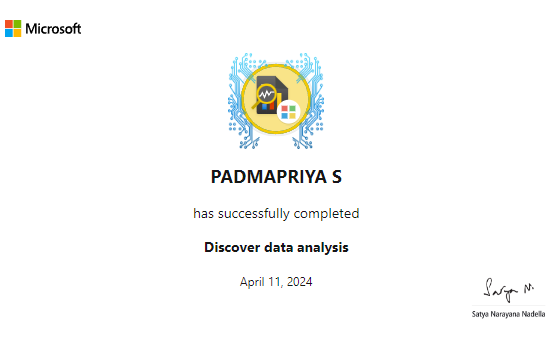 Microsoft
PADMAPRIYA S
has successfully completed
Discover data analysis
April 11, 2024
Satya N.
Satya Narayana Nadella